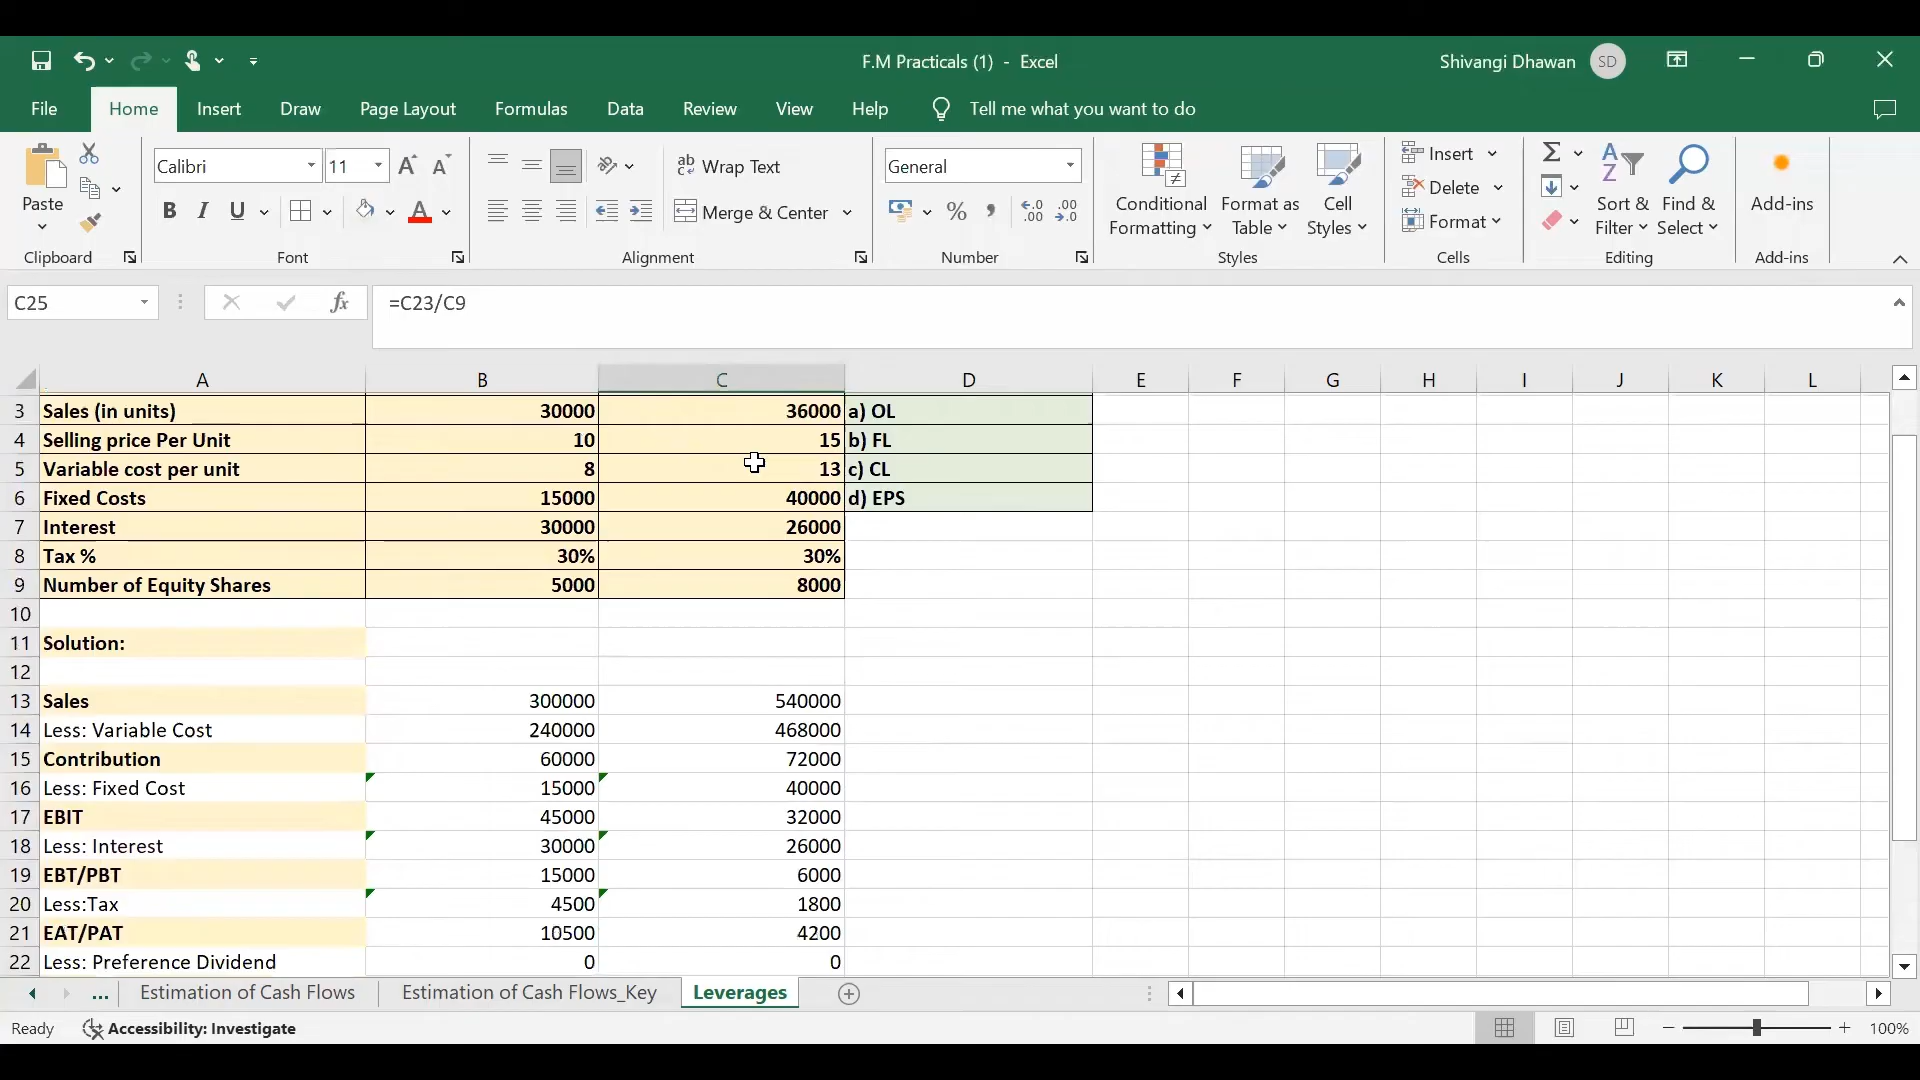 F.M Practicals (1) - Excel
Shivangi Dhawan SD
File Home Insert Draw Page Layout Formulas Data Review View Help Tell me what you want to do
Paste
Clipboard
Calibri 11
B I U
Font
Wrap Text
Merge & Center
Alignment
General
Number
Conditional Formatting
Format as Table
Cell Styles
Styles
Insert
Delete
Format
Cells
Sort & Filter
Find & Select
Editing
Add-ins
Add-ins
C25 fx =C23/C9
A B C D E F G H I J K L
3 Sales (in units) 30000 36000 a) OL
4 Selling price Per Unit 10 15 b) FL
5 Variable cost per unit 8 13 c) CL
6 Fixed Costs 15000 40000 d) EPS
7 Interest 30000 26000
8 Tax % 30% 30%
9 Number of Equity Shares 5000 8000
10
11 Solution:
12
13 Sales 300000 540000
14 Less: Variable Cost 240000 468000
15 Contribution 60000 72000
16 Less: Fixed Cost 15000 40000
17 EBIT 45000 32000
18 Less: Interest 30000 26000
19 EBT/PBT 15000 6000
20 Less:Tax 4500 1800
21 EAT/PAT 10500 4200
22 Less: Preference Dividend 0 0
... Estimation of Cash Flows Estimation of Cash Flows_Key Leverages
Ready Accessibility: Investigate 100%